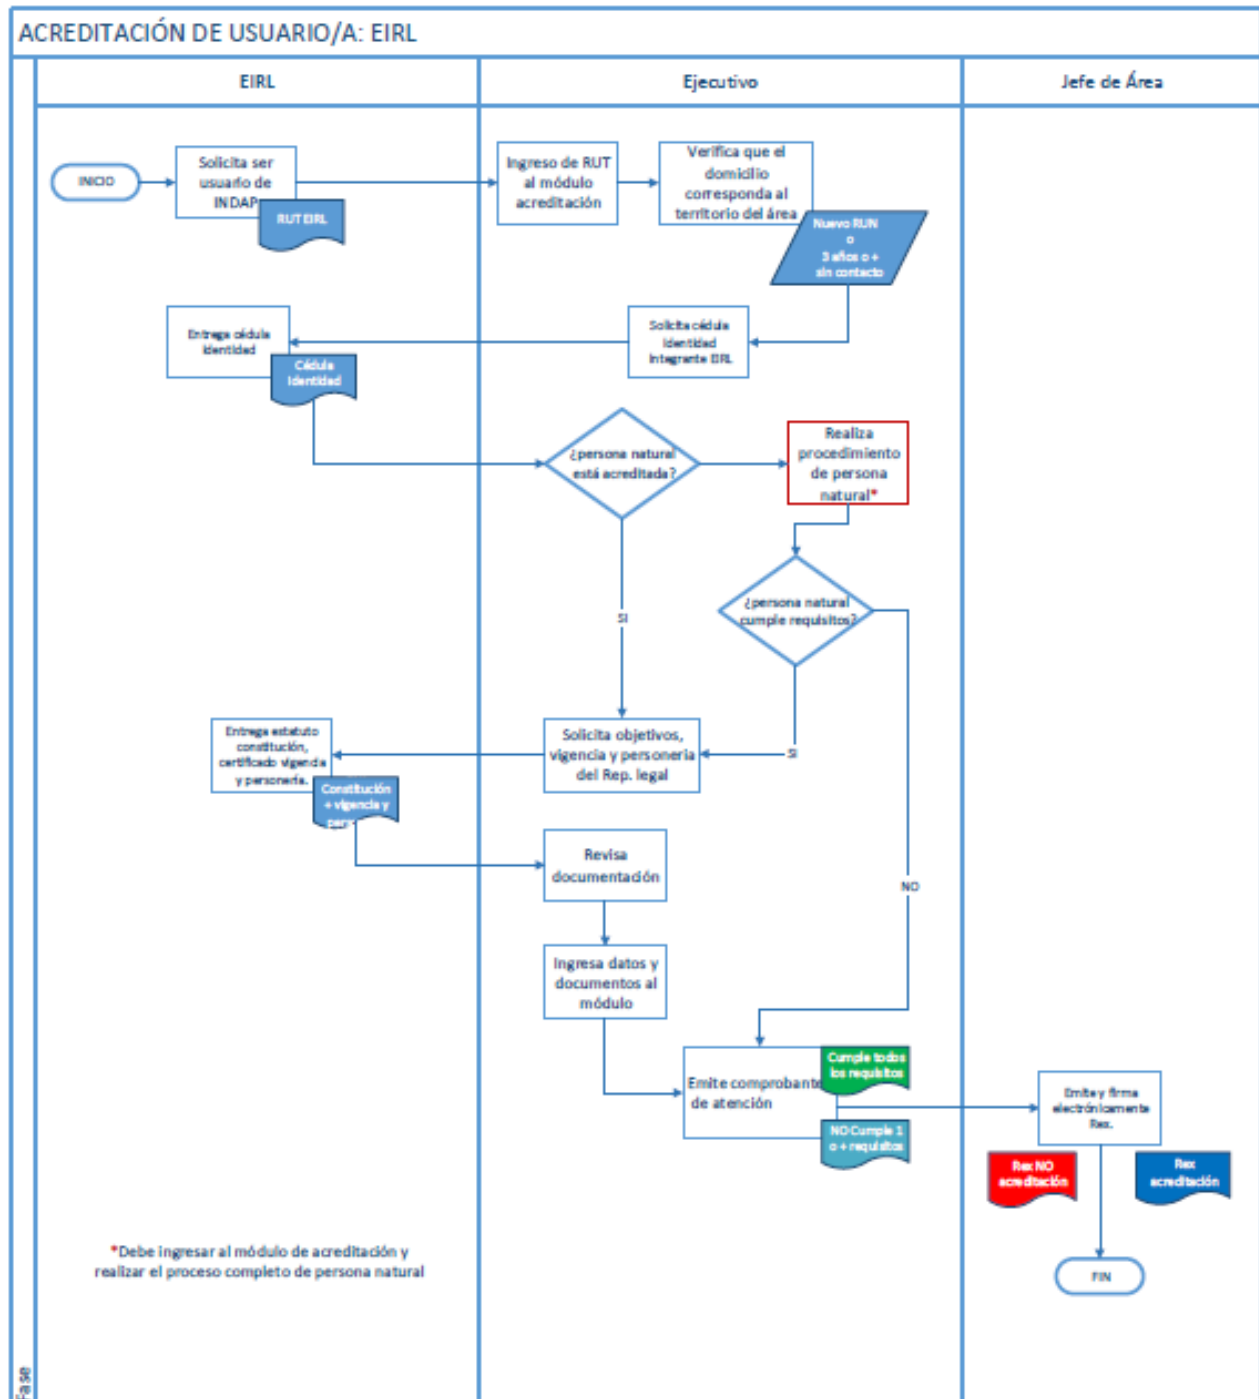 ACREDITACIÓN DE USUARIO/A: EIRL
EIRL
Ejecutivo
Jefe de Área
INICIO
Solicita ser
usuario de
INDAP
RUT EIRL
Ingreso de RUT
al módulo
acreditación
Verifica que el
domicilio
corresponda al
territorio del área
Nuevo RUN
o
3 años o +
sin contacto
Entrega cédula
identidad
Cédula
Identidad
Solicita cédula
identidad
Integrante EIRL
¿persona natural
está acreditada?
Realiza
procedimiento
de persona
natural*
¿persona natural
cumple requisitos?
SI
Entrega estatuto
constitución,
certificado vigencia
y personería.
Constitución
+ vigencia y
Solicita objetivos,
vigencia y personeria
del Rep. legal
SI
Revisa
documentación
NO
Ingresa datos y
documentos al
módulo
Emite comprobante
de atención
Cumple todos
los requisitos
NO Cumple 1
o + requisitos
Emite y firma
electrónicamente
Rex.
Rex NO
acreditación
Rex
acreditación
FIN
*Debe ingresar al módulo de acreditación y
realizar el proceso completo de persona natural
Fase